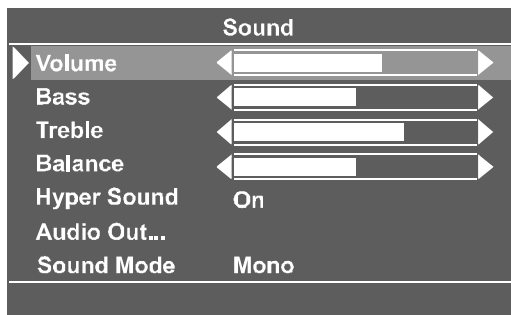 Sound
Volume
Bass
Treble
Balance
Hyper Sound On
Audio Out...
Sound Mode Mono